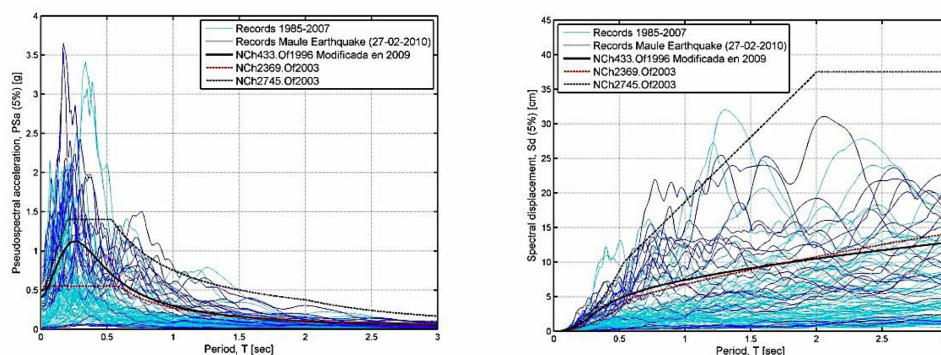 Records 1985-2007
Records Maule Earthquake (27-02-2010)
NCh433.Of1996 Modificada en 2009
NCh2369.Of2003
NCh2745.Of2003
Pseudospectral acceleration, PSa (5%) [g]
4
3.5
3
2.5
2
1.5
1
0.5
0
0
0.5
1
1.5
2
2.5
3
Period, T [sec]
Records 1985-2007
Records Maule Earthquake (27-02-2010)
NCh433.Of1996 Modificada en 2009
NCh2369.Of2003
NCh2745.Of2003
Spectral displacement, Sd (5%) [cm]
45
40
35
30
25
20
15
10
5
0
0
0.5
1
1.5
2
2.5
3
Period, T [sec]